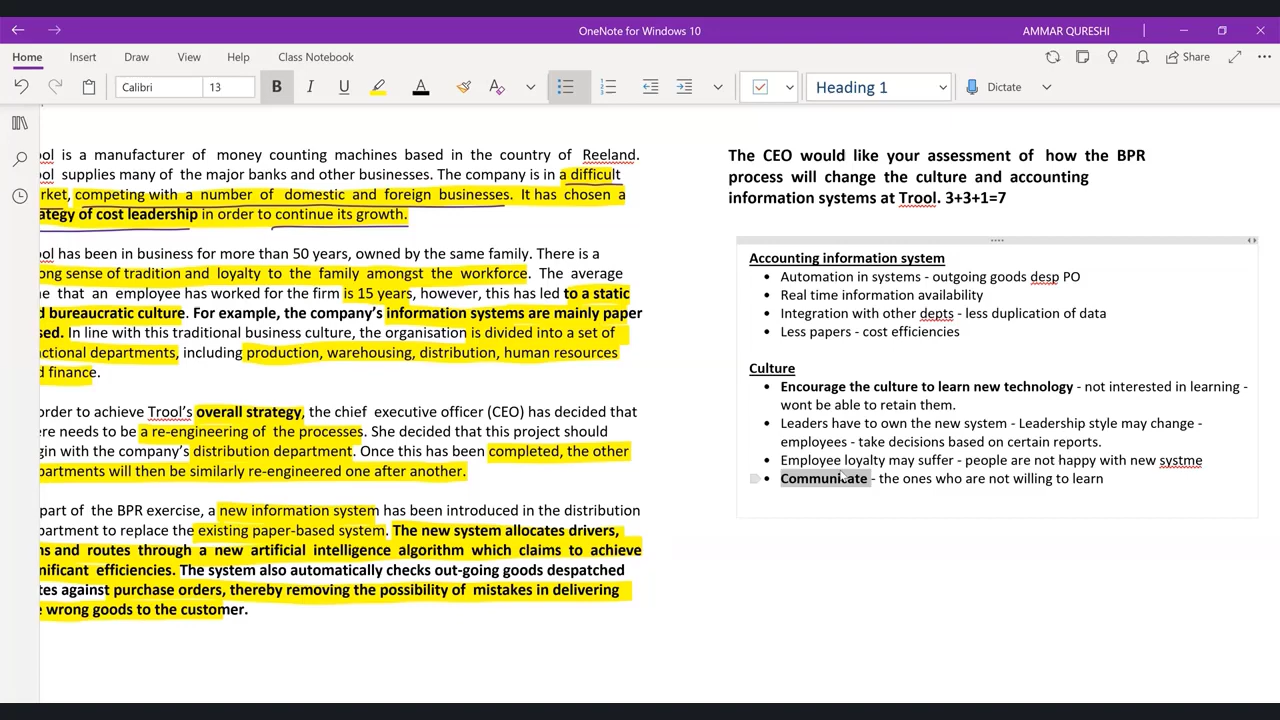 OneNote for Windows 10
AMMAR QURESHI
Home Insert Draw View Help Class Notebook
Share
Calibri 13 B I U A Heading 1 Dictate
ool is a manufacturer of money counting machines based in the country of Reeland.
ool supplies many of the major banks and other businesses. The company is in a difficult
rket, competing with a number of domestic and foreign businesses. It has chosen a
ategy of cost leadership in order to continue its growth.
ol has been in business for more than 50 years, owned by the same family. There is a
ong sense of tradition and loyalty to the family amongst the workforce. The average
e that an employee has worked for the firm is 15 years, however, this has led to a static
d bureaucratic culture. For example, the company's information systems are mainly paper
sed. In line with this traditional business culture, the organisation is divided into a set of
nctional departments, including production, warehousing, distribution, human resources
d finance.
order to achieve Trool's overall strategy, the chief executive officer (CEO) has decided that
ere needs to be a re-engineering of the processes. She decided that this project should
gin with the company's distribution department. Once this has been completed, the other
partments will then be similarly re-engineered one after another.
part of the BPR exercise, a new information system has been introduced in the distribution
partment to replace the existing paper-based system. The new system allocates drivers,
ns and routes through a new artificial intelligence algorithm which claims to achieve
nificant efficiencies. The system also automatically checks out-going goods despatched
tes against purchase orders, thereby removing the possibility of mistakes in delivering
e wrong goods to the customer.
The CEO would like your assessment of how the BPR
process will change the culture and accounting
information systems at Trool. 3+3+1=7
Accounting information system
• Automation in systems - outgoing goods desp PO
• Real time information availability
• Integration with other depts - less duplication of data
• Less papers - cost efficiencies
Culture
• Encourage the culture to learn new technology - not interested in learning -
wont be able to retain them.
• Leaders have to own the new system - Leadership style may change -
employees - take decisions based on certain reports.
• Employee loyalty may suffer - people are not happy with new systme
• Communicate - the ones who are not willing to learn